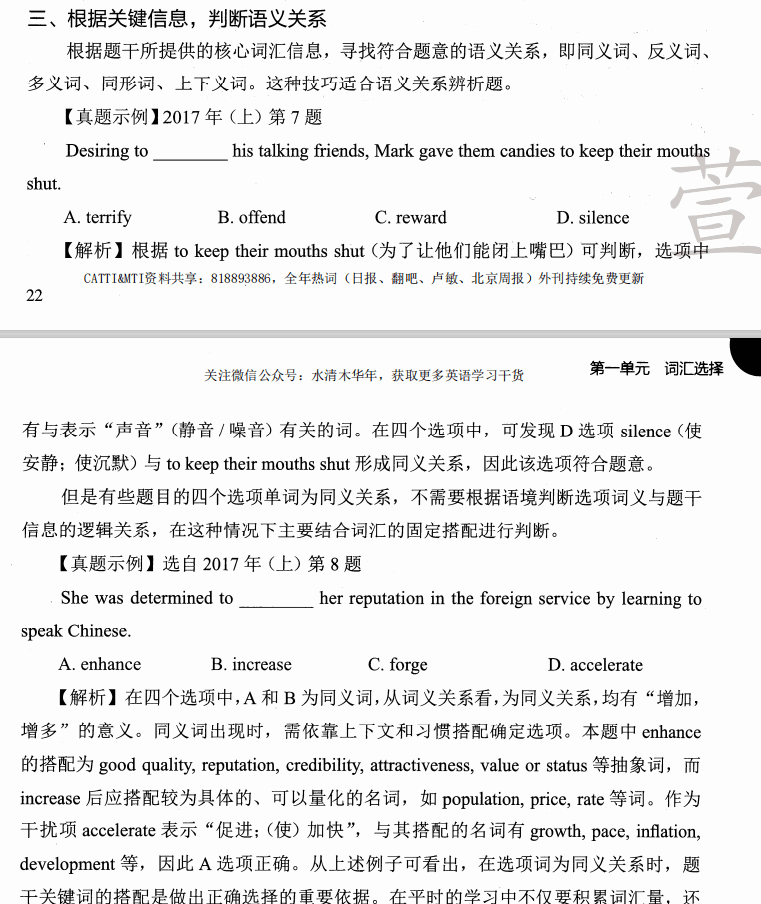 三、根据关键信息，判断语义关系
根据题干所提供的核心词汇信息，寻找符合题意的语义关系，即同义词、反义词、
多义词、同形词、上下义词。这种技巧适合语义关系辨析题。
【真题示例】2017 年（上）第 7 题
Desiring to ________ his talking friends, Mark gave them candies to keep their mouths
shut.
A. terrify B. offend C. reward D. silence
萱
【解析】根据 to keep their mouths shut（为了让他们能闭上嘴巴）可判断，选项中
CATTI&MTI资料共享：818893886，全年热词（日报、翻吧、卢敏、北京周报）外刊持续免费更新
22
关注微信公众号：水清木华年，获取更多英语学习干货
第一单元 词汇选择
有与表示“声音”（静音 / 噪音）有关的词。在四个选项中，可发现 D 选项 silence（使
安静；使沉默）与 to keep their mouths shut 形成同义关系，因此该选项符合题意。
但是有些题目的四个选项单词为同义关系，不需要根据语境判断选项词义与题干
信息的逻辑关系，在这种情况下主要结合词汇的固定搭配进行判断。
【真题示例】选自 2017 年（上）第 8 题
She was determined to ________ her reputation in the foreign service by learning to
speak Chinese.
A. enhance B. increase C. forge D. accelerate
【解析】在四个选项中，A 和 B 为同义词，从词义关系看，为同义关系，均有“增加，
增多”的意义。同义词出现时，需依靠上下文和习惯搭配确定选项。本题中 enhance
的搭配为 good quality, reputation, credibility, attractiveness, value or status 等抽象词，而
increase 后应搭配较为具体的、可以量化的名词，如 population, price, rate 等词。作为
干扰项 accelerate 表示“促进；（使）加快”，与其搭配的名词有 growth, pace, inflation,
development 等，因此 A 选项正确。从上述例子可看出，在选项词为同义关系时，题
干关键词的搭配是做出正确选择的重要依据。在平时的学习中不仅要积累词汇量，还